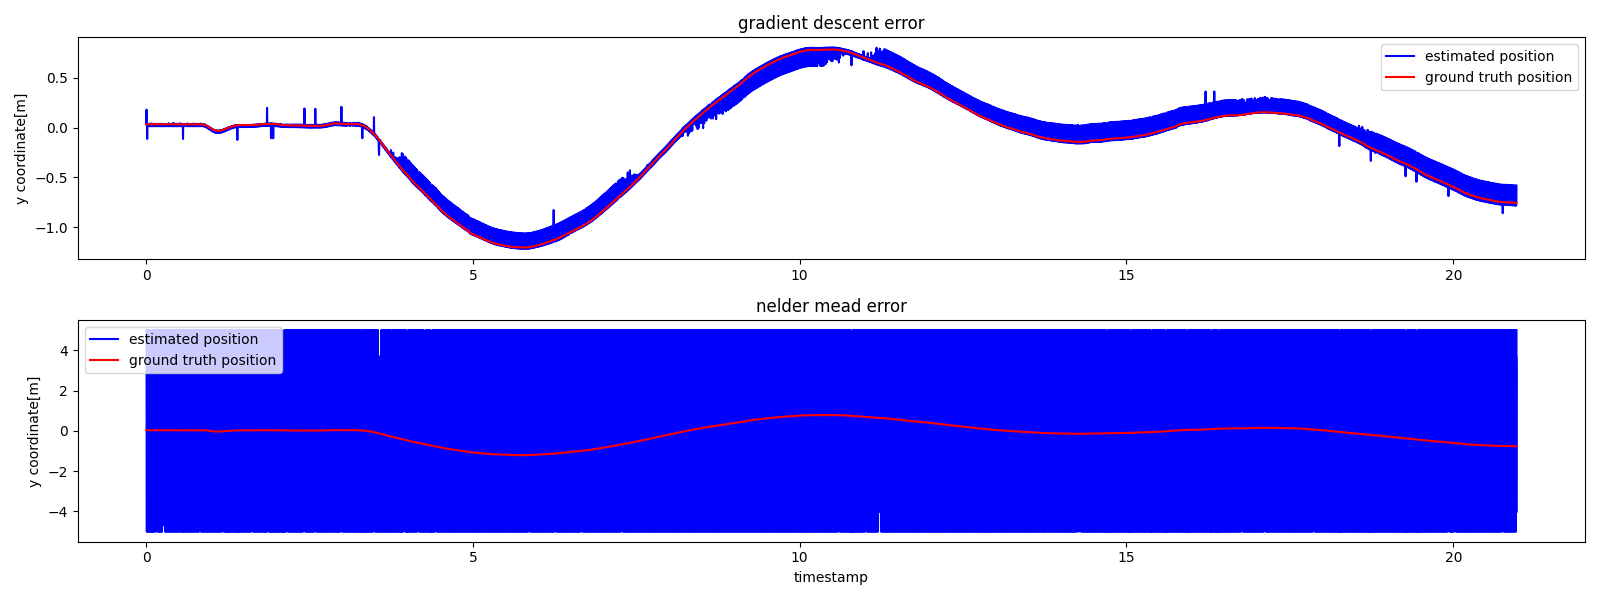 gradient descent error
y coordinate[m]
0.5
0.0
−0.5
−1.0
estimated position
ground truth position
0 5 10 15 20
nelder mead error
y coordinate[m]
4
2
0
−2
−4
estimated position
ground truth position
0 5 10 15 20
timestamp